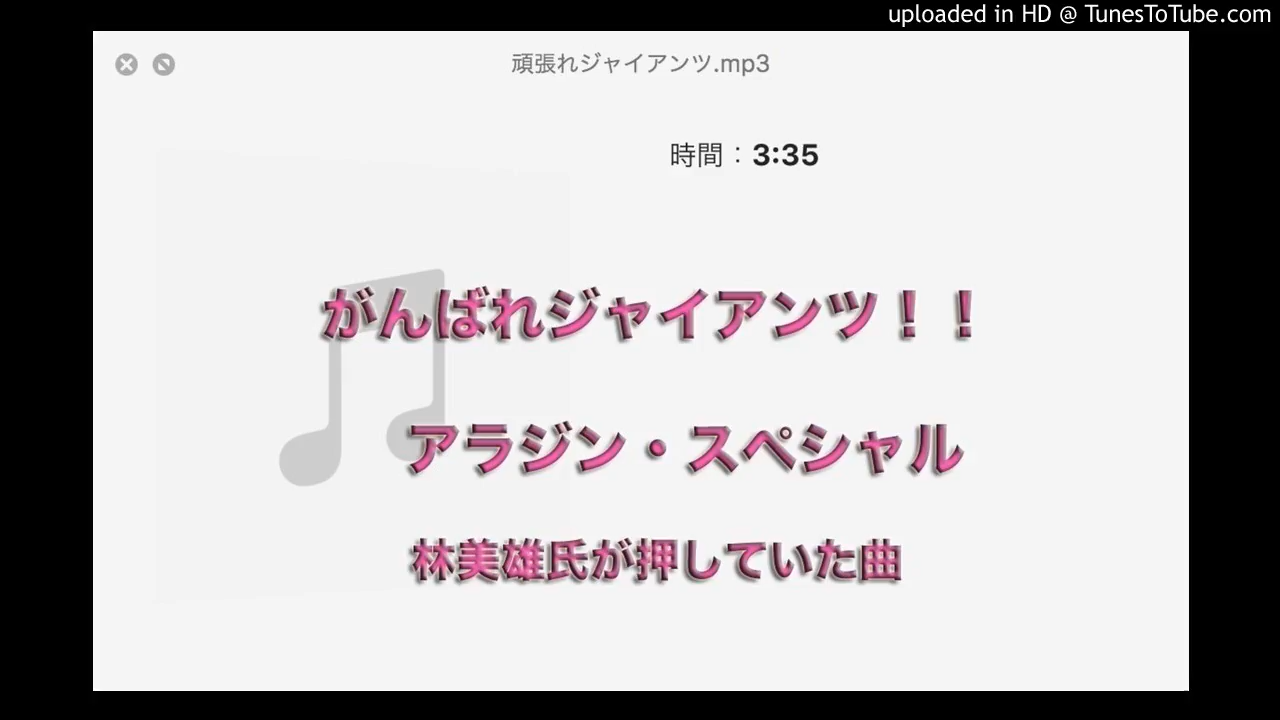 uploaded in HD @ TunesToTube.com
頑張れジャイアンツ.mp3
時間：3:35
がんばれジャイアンツ！！
アラジン・スペシャル
林美雄氏が押していた曲